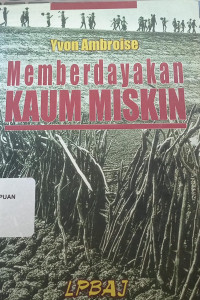 Yvon Ambroise
Memberdayakan
KAUM MISKIN
PUAN
LPBAJ